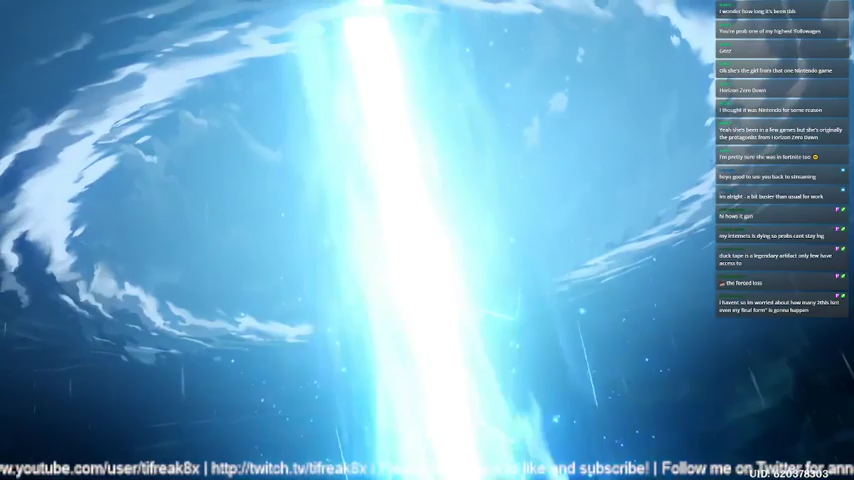 I wonder how long it's been tbh
You're prob one of my highest followages
Geez
Ok she's the girl from that one Nintendo game
Horizon Zero Dawn
I thought it was Nintendo for some reason
Yeah she's been in a few games but she's originally
the protagonist from Horizon Zero Dawn
I'm pretty sure she was in fortnite too
heyo good to see you back to streaming
im alright - a bit busier than usual for work
hi hows it gun
my internets is dying so probs cant stay lng
duck tape is a legendary artifact only few have
access to
the forced loss
I havent so im worried about how many "this isnt
even my final form" is gonna happen
w.youtube.com/user/tifreak8x | http://twitch.tv/tifreak8x | like and subscribe! | Follow me on Twitter for ann
UID: 620378303